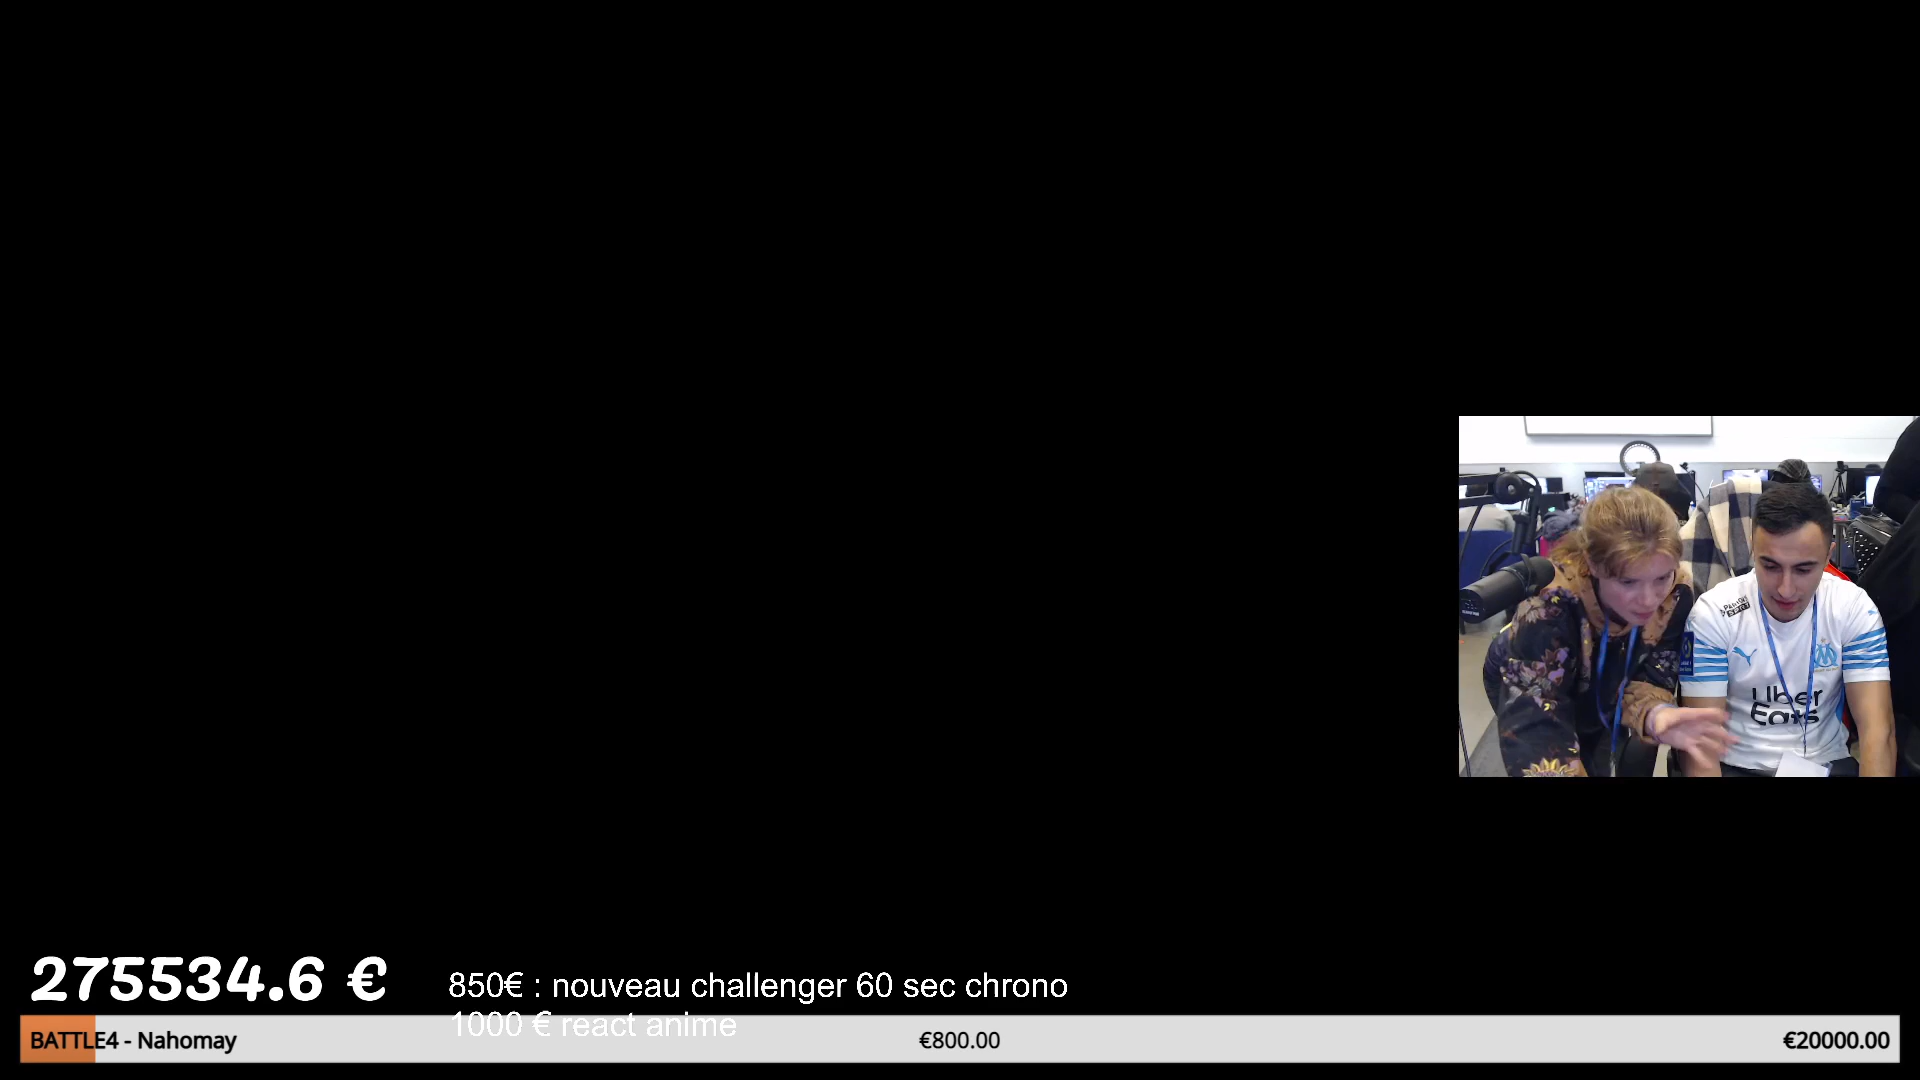 Uber
Eats
275534.6 €
850€ : nouveau challenger 60 sec chrono
1000 € react anime
BATTLE4 - Nahomay
€800.00
€20000.00